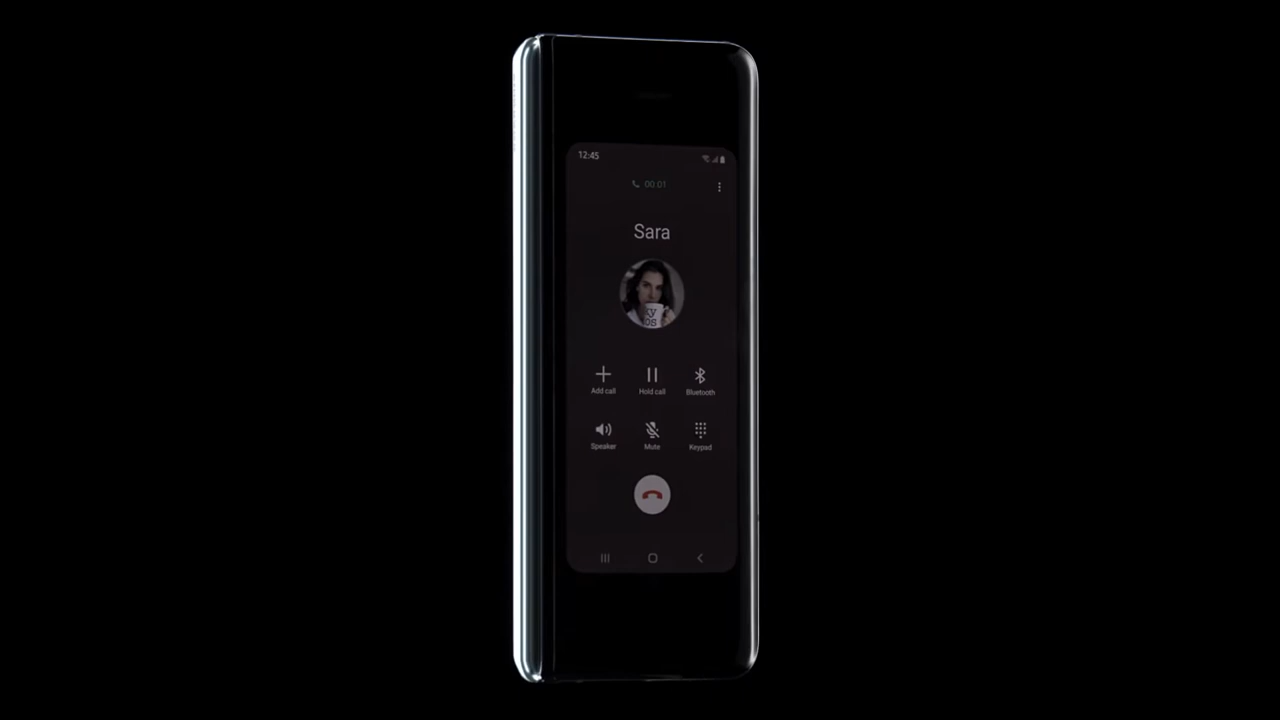 12:45
00:01
Sara
Add call
Hold call
Bluetooth
Speaker
Mute
Keypad